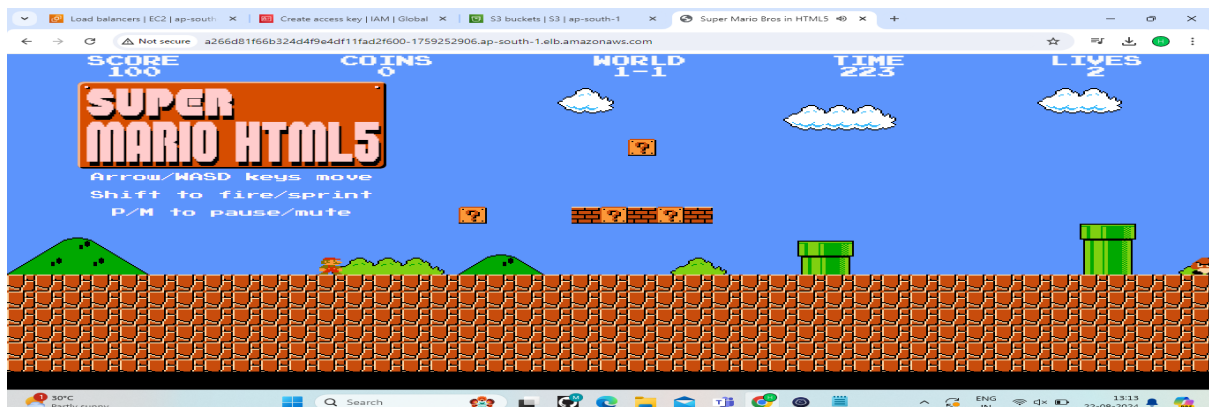 Load balancers | EC2 | ap-south
Create access key | IAM | Global
S3 buckets | S3 | ap-south-1
Super Mario Bros in HTML5
Not secure
a266d81f66b324d4f9e4df11fad2f600-1759252906.ap-south-1.elb.amazonaws.com
SCORE COINS WORLD TIME LIVES
100 0 1-1 223 2
SUPER
MARIO HTML5
Arrow/WASD keys move
Shift to fire/sprint
P/M to pause/mute
? 
? ? ?
30°C
Partly sunny
Search
ENG
IN
13:13
22-08-2024